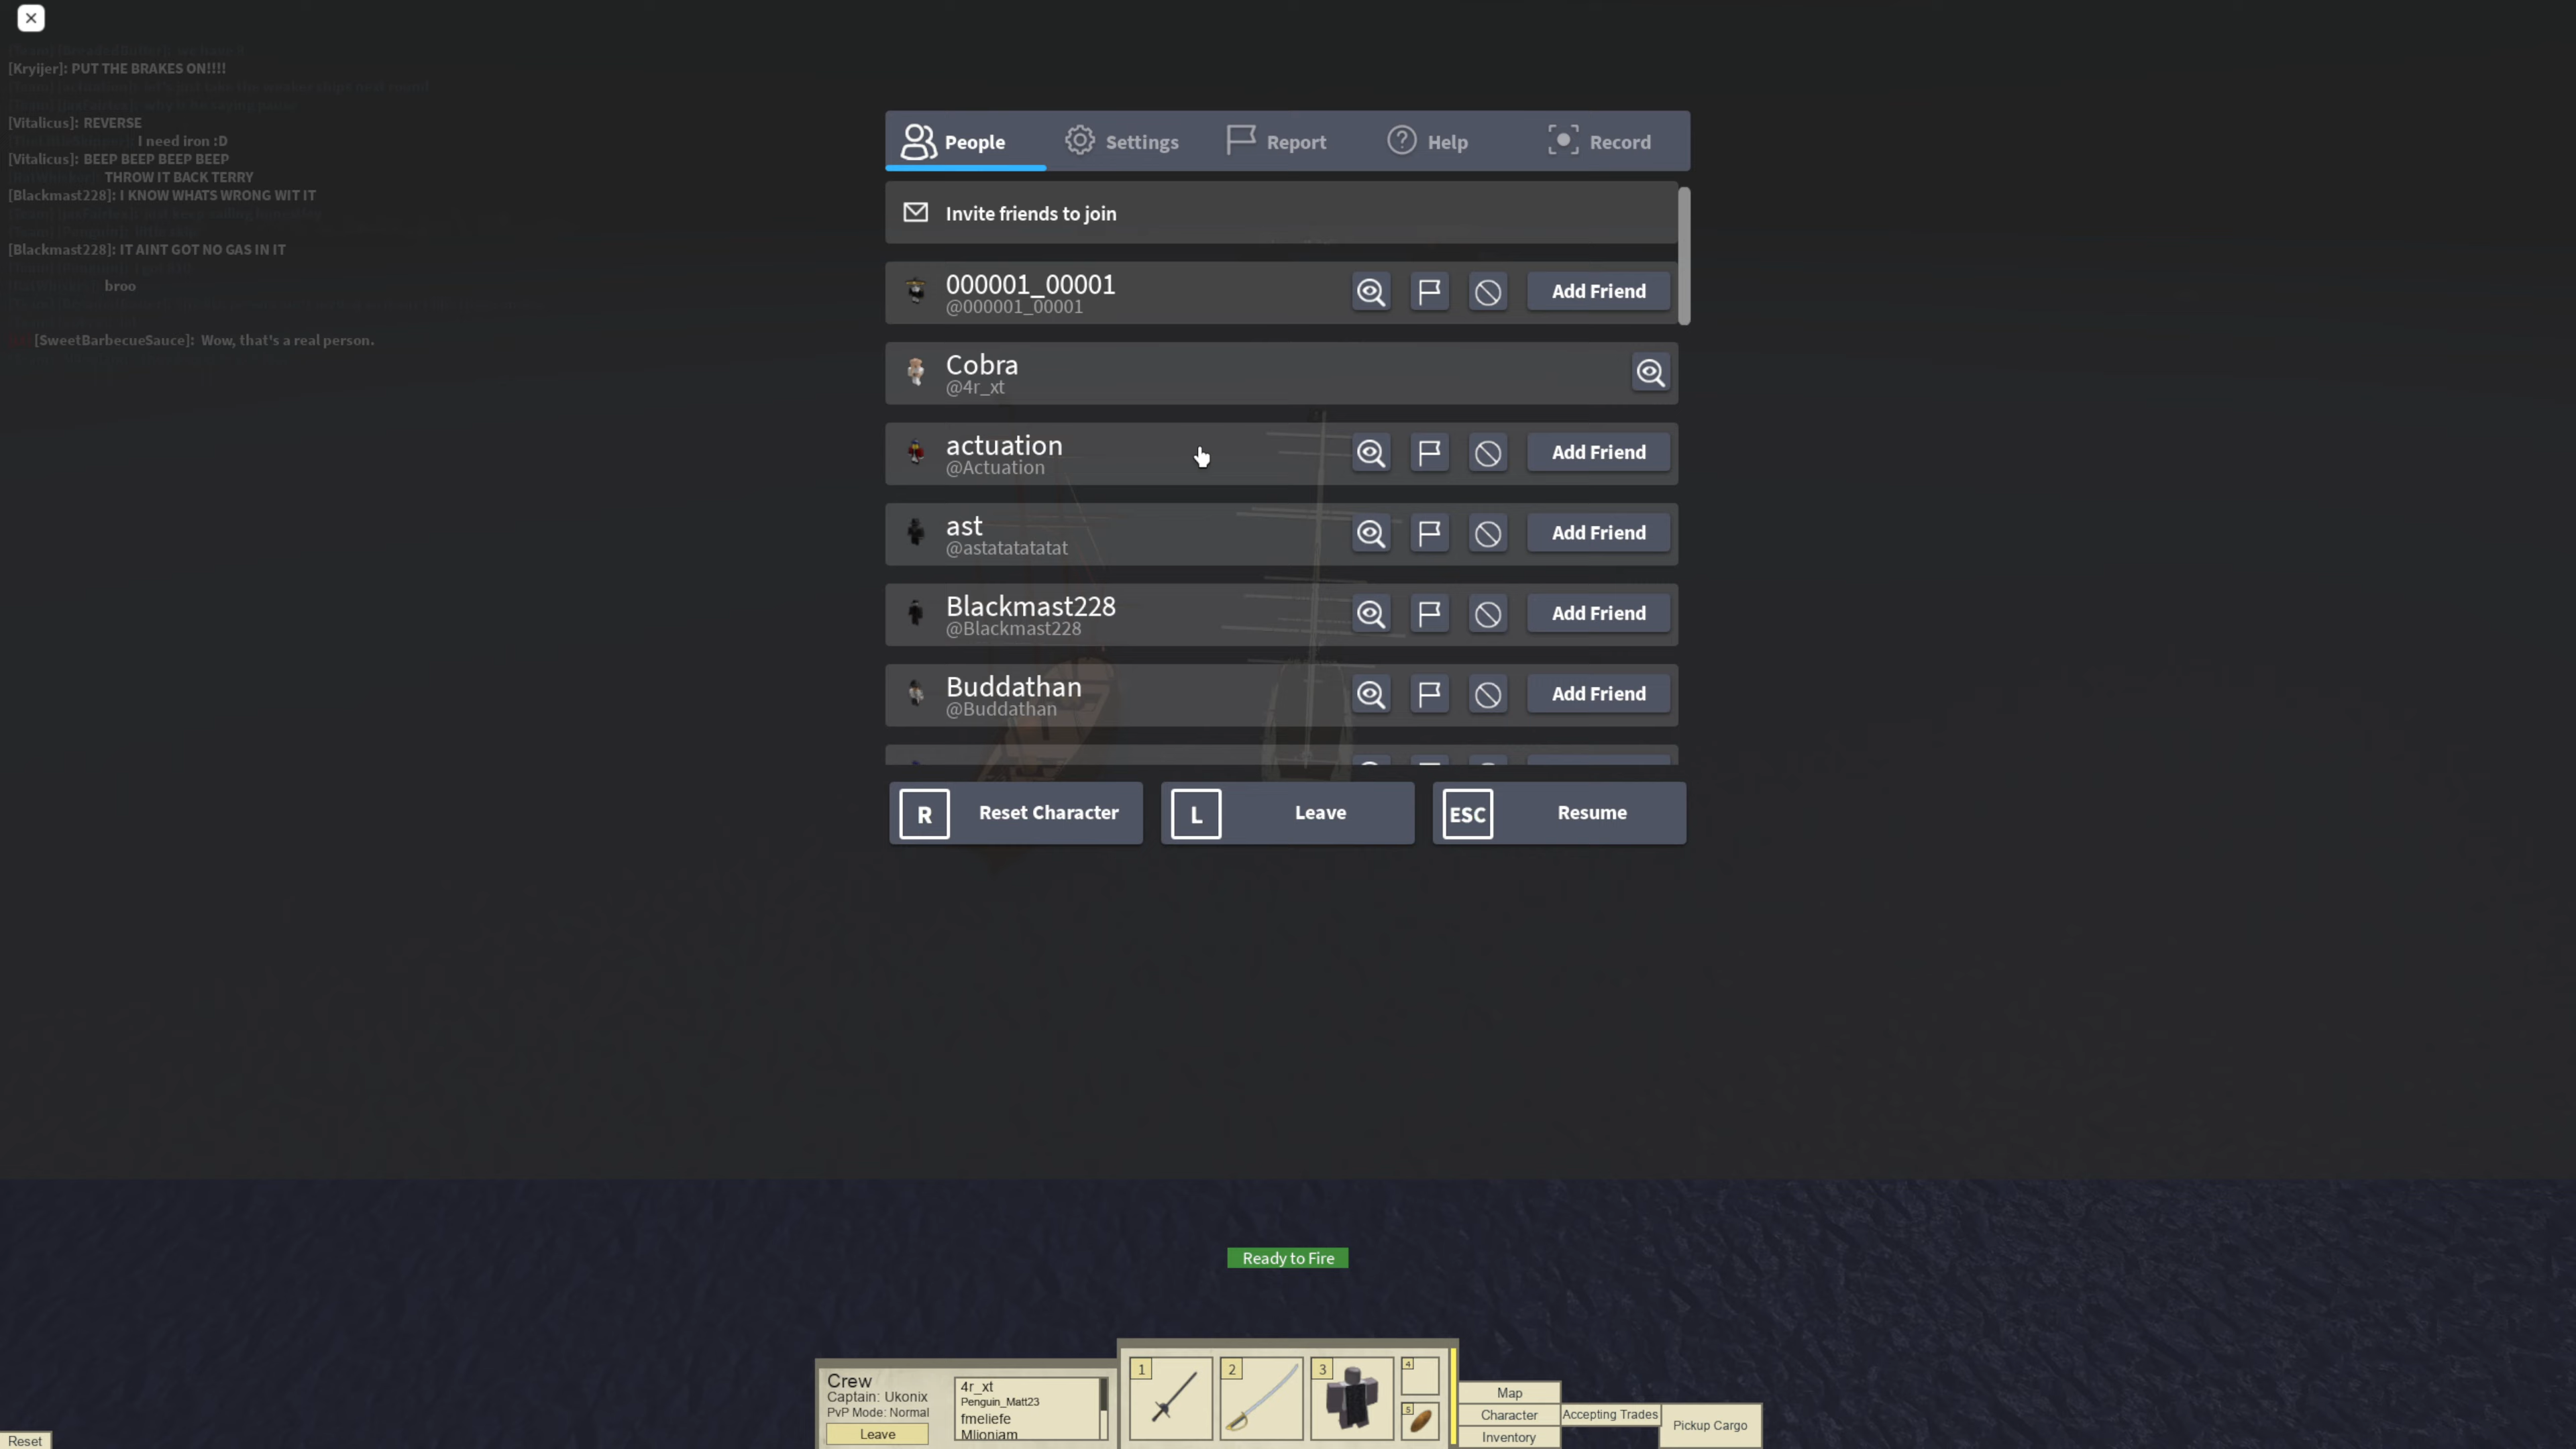 [Kryijer]: PUT THE BRAKES ON!!!!
[Vitalicus]: REVERSE
I need iron :D
[Vitalicus]: BEEP BEEP BEEP BEEP
THROW IT BACK TERRY
[Blackmast228]: I KNOW WHATS WRONG WIT IT
[Blackmast228]: IT AINT GOT NO GAS IN IT
broo
[SweetBarbecueSauce]: Wow, that's a real person.
People
Settings
Report
Help
Record
Invite friends to join
000001_00001
@000001_00001
Add Friend
Cobra
@4r_xt
actuation
@Actuation
Add Friend
ast
@astatatatatat
Add Friend
Blackmast228
@Blackmast228
Add Friend
Buddathan
@Buddathan
Add Friend
R Reset Character
L Leave
ESC Resume
Ready to Fire
Crew
Captain: Ukonix
PvP Mode: Normal
Leave
4r_xt
Penguin_Matt23
fmeliefe
Mlioniam
1
2
3
4
5
Map
Character
Inventory
Accepting Trades
Pickup Cargo
Reset